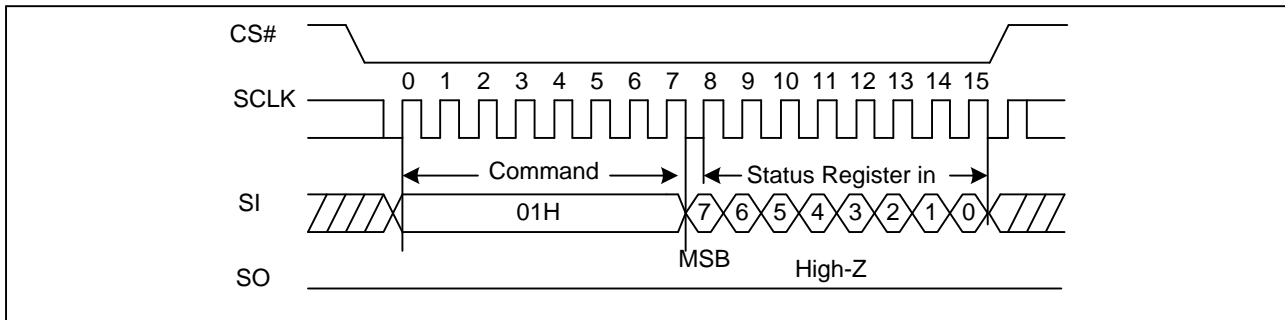 CS#
0 1 2 3 4 5 6 7 8 9 10 11 12 13 14 15
SCLK
Command Status Register in
SI 01H 7 6 5 4 3 2 1 0
MSB High-Z
SO